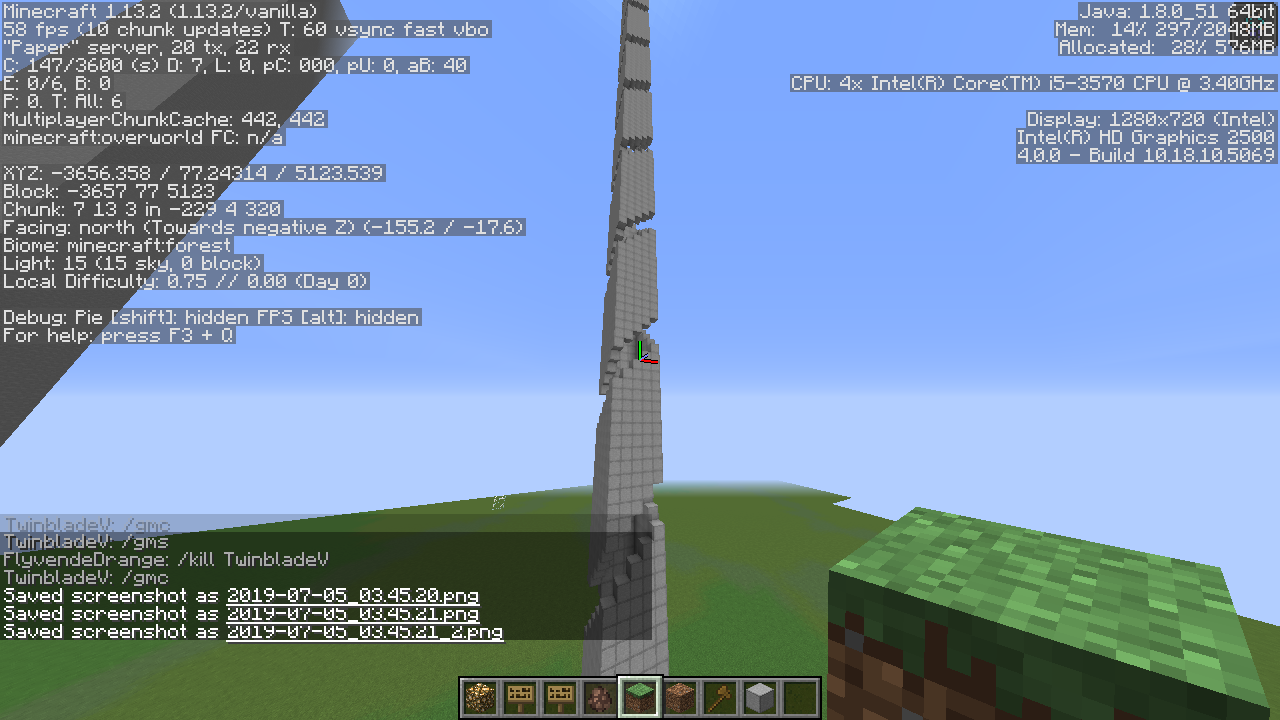 Minecraft 1.13.2 (1.13.2/vanilla)
58 fps (10 chunk updates) T: 60 vsync fast vbo
"Paper" server, 20 tx, 22 rx
C: 147/3600 (s) D: 7, L: 0, pC: 000, pU: 0, aB: 40
E: 0/6, B: 0
P: 0. T: All: 6
MultiplayerChunkCache: 442, 442
minecraft:overworld FC: n/a
XYZ: -3656.358 / 77.24314 / 5123.539
Block: -3657 77 5123
Chunk: 7 13 3 in -229 4 320
Facing: north (Towards negative Z) (-155.2 / -17.6)
Biome: minecraft:forest
Light: 15 (15 sky, 0 block)
Local Difficulty: 0.75 // 0.00 (Day 0)
Debug: Pie [shift]: hidden FPS [alt]: hidden
For help: press F3 + Q
Java: 1.8.0_51 64bit
Mem: 14% 297/2048MB
Allocated: 28% 576MB
CPU: 4x Intel(R) Core(TM) i5-3570 CPU @ 3.40GHz
Display: 1280x720 (Intel)
Intel(R) HD Graphics 2500
4.0.0 - Build 10.18.10.5069
TwinbladeV: /gmc
TwinbladeV: /gms
FlyvendeDrange: /kill TwinbladeV
TwinbladeV: /gmc
Saved screenshot as 2019-07-05_03.45.20.png
Saved screenshot as 2019-07-05_03.45.21.png
Saved screenshot as 2019-07-05_03.45.21_2.png